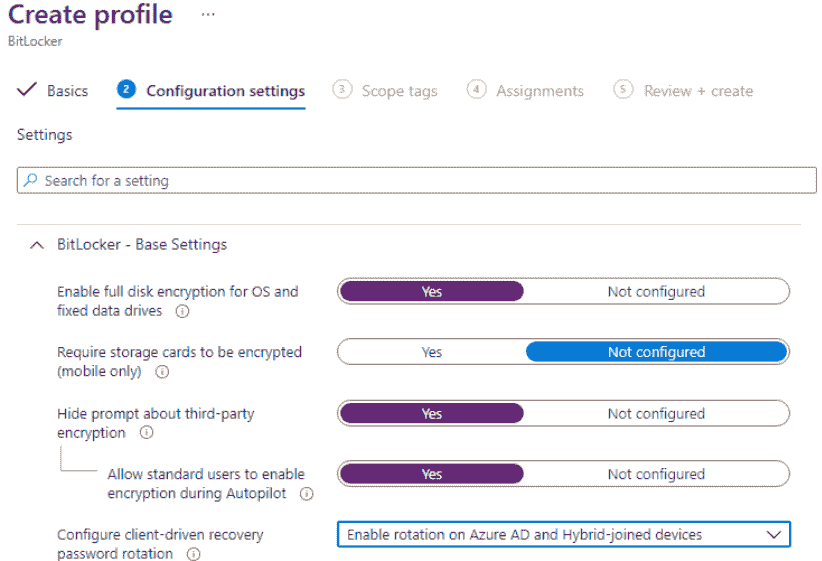 Create profile ...
BitLocker
Basics 2 Configuration settings 3 Scope tags 4 Assignments 5 Review + create
Settings
Search for a setting
BitLocker - Base Settings
Enable full disk encryption for OS and
fixed data drives
Yes Not configured
Require storage cards to be encrypted
(mobile only)
Yes Not configured
Hide prompt about third-party
encryption
Yes Not configured
Allow standard users to enable
encryption during Autopilot
Yes Not configured
Configure client-driven recovery
password rotation
Enable rotation on Azure AD and Hybrid-joined devices